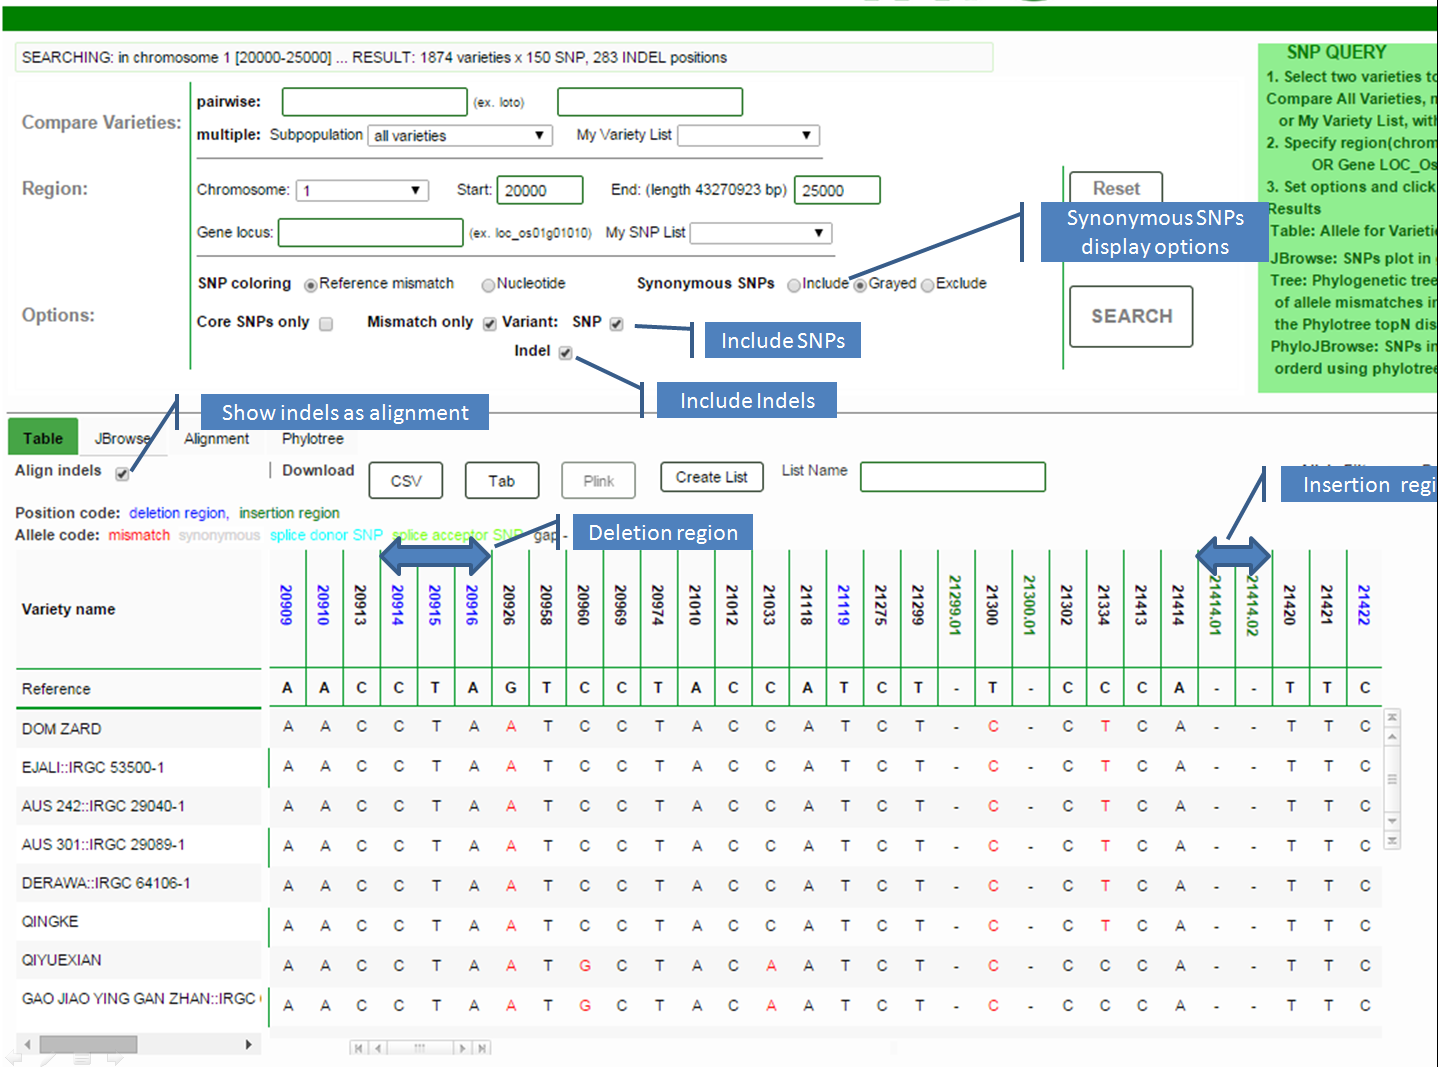 SEARCHING: in chromosome 1 [20000-25000] ... RESULT: 1874 varieties x 150 SNP, 283 INDEL positions
Compare Varieties:
pairwise: (ex. loto)
multiple: Subpopulation all varieties My Variety List
Region:
Chromosome: 1 Start: 20000 End: (length 43270923 bp) 25000
Gene locus: (ex. loc_os01g01010) My SNP List
Options:
SNP coloring Reference mismatch Nucleotide Synonymous SNPs Include Grayed Exclude
Core SNPs only Mismatch only Variant: SNP
Indel
Reset
SEARCH
SNP QUERY
1. Select two varieties to
Compare All Varieties,
or My Variety List, with
2. Specify region(chrom
OR Gene LOC_Os
3. Set options and click
Results
Table: Allele for Varieti
JBrowse: SNPs plot in
Tree: Phylogenetic tree
of allele mismatches in
the Phylotree topN dis
PhyloJBrowse: SNPs in
orderd using phylotree
Synonymous SNPs
display options
Include SNPs
Include Indels
Show indels as alignment
Table JBrowse Alignment Phylotree
Align indels | Download CSV Tab Plink Create List List Name
Insertion regi
Position code: deletion region, insertion region
Allele code: mismatch synonymous splice donor SNP splice acceptor SNP gap -
Deletion region
Variety name 20909 20910 20913 20914 20915 20916 20926 20958 20960 20969 20974 21010 21012 21033 21118 21119 21275 21299 21299.01 21300 21300.01 21302 21334 21413 21414 21414.01 21414.02 21420 21421 21422
Reference A A C C T A G T C C T A C C A T C T - T - C C C A - - T T C
DOM ZARD A A C C T A A T C C T A C C A T C T - C - C T C A - - T T C
EJALI::IRGC 53500-1 A A C C T A A T C C T A C C A T C T - C - C T C A - - T T C
AUS 242::IRGC 29040-1 A A C C T A A T C C T A C C A T C T - C - C T C A - - T T C
AUS 301::IRGC 29089-1 A A C C T A A T C C T A C C A T C T - C - C T C A - - T T C
DERAWA::IRGC 64106-1 A A C C T A A T C C T A C C A T C T - C - C T C A - - T T C
QINGKE A A C C T A A T C C T A C C A T C T - C - C T C A - - T T C
QIYUEXIAN A A C C T A A T G C T A C A A T C T - C - C C C A - - T T C
GAO JIAO YING GAN ZHAN::IRGC A A C C T A A T G C T A C A A T C T - C - C C C A - - T T C